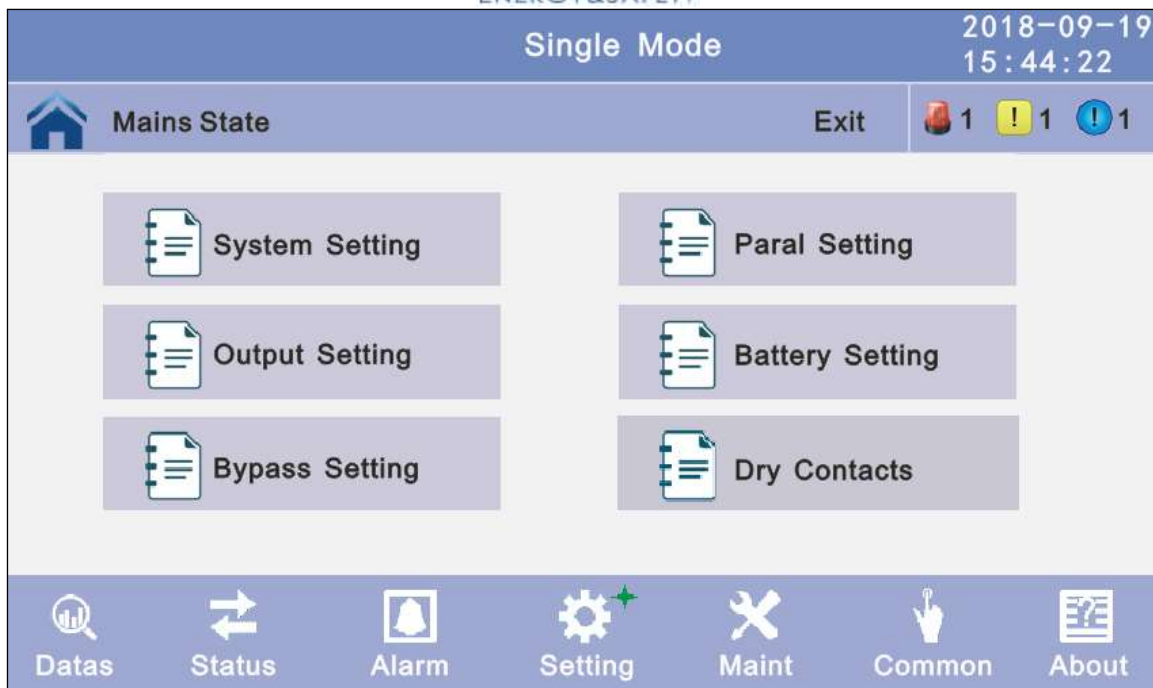 Single Mode
2018-09-19
15:44:22
Mains State
Exit
1
! 1
! 1
System Setting
Paral Setting
Output Setting
Battery Setting
Bypass Setting
Dry Contacts
Datas
Status
Alarm
Setting
Maint
Common
About